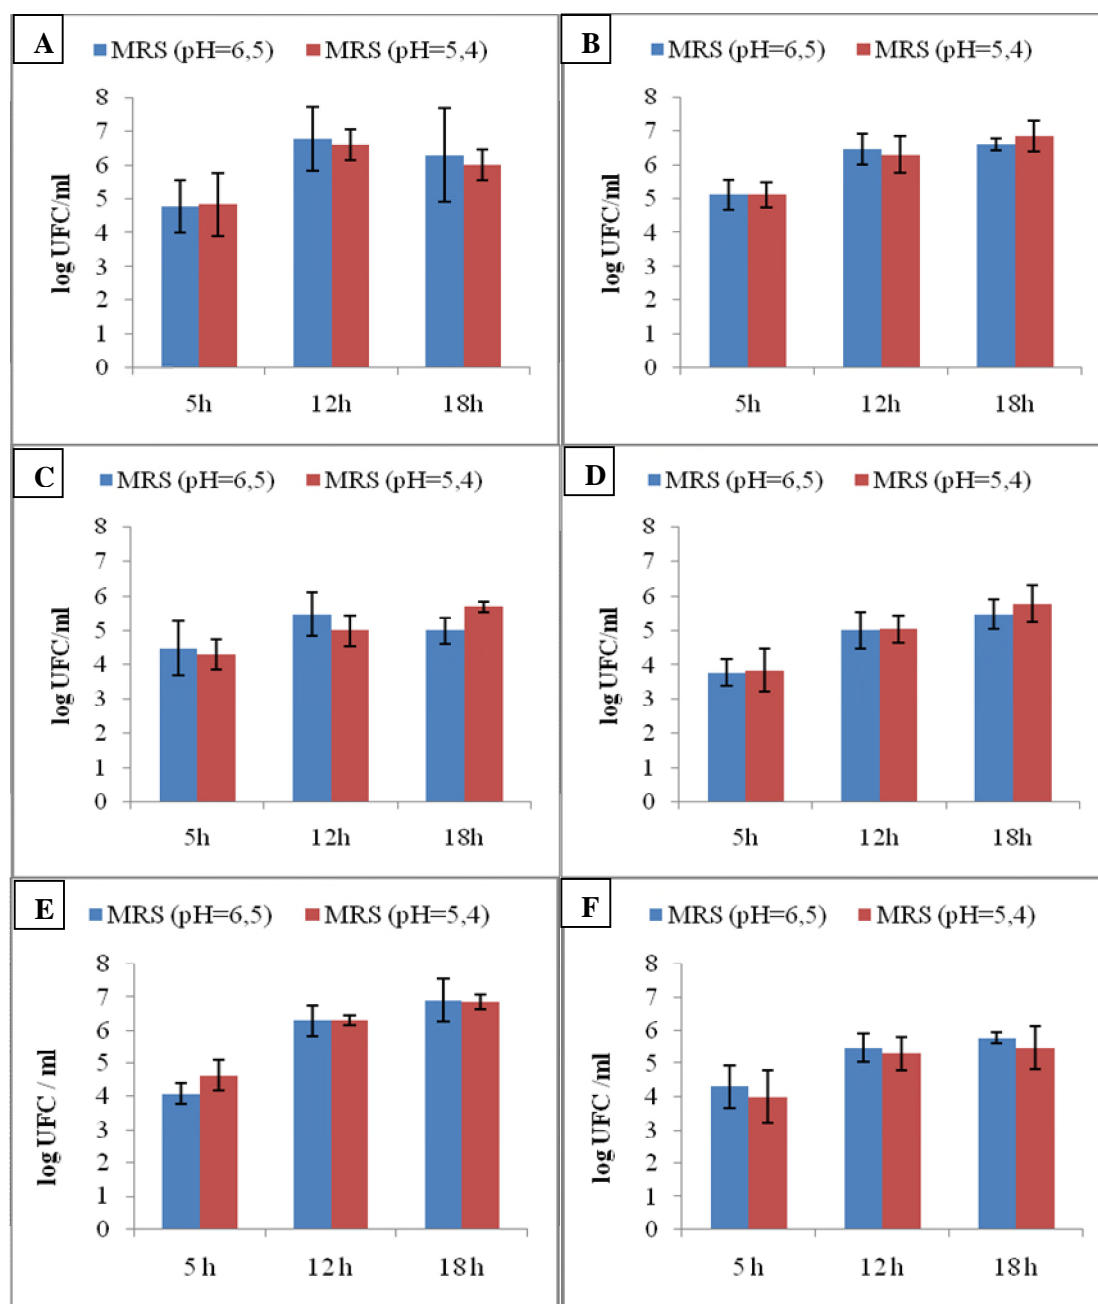 A
MRS (pH=6,5) MRS (pH=5,4)
log UFC/ml
8
7
6
5
4
3
2
1
0
5h 12h 18h
B
MRS (pH=6,5) MRS (pH=5,4)
log UFC/ml
8
7
6
5
4
3
2
1
0
5h 12h 18h
C
MRS (pH=6,5) MRS (pH=5,4)
log UFC/ml
8
7
6
5
4
3
2
1
0
5h 12h 18h
D
MRS (pH=6,5) MRS (pH=5,4)
log UFC/ml
8
7
6
5
4
3
2
1
0
5h 12h 18h
E
MRS (pH=6,5) MRS (pH=5,4)
log UFC / ml
8
7
6
5
4
3
2
1
0
5 h 12 h 18 h
F
MRS (pH=6,5) MRS (pH=5,4)
log UFC /ml
8
7
6
5
4
3
2
1
0
5 h 12 h 18 h